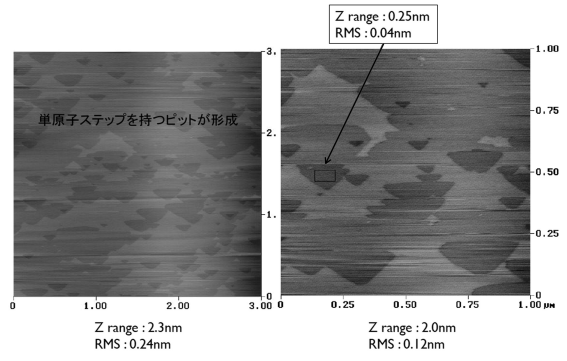 Z range : 0.25nm
RMS : 0.04nm
単原子ステップを持つピットが形成
3.
2.
1.
0
0 1.00 2.00 3.00
1.00
0.75
0.50
0.25
0
0 0.25 0.50 0.75 1.00 µM
Z range : 2.3nm
RMS : 0.24nm
Z range : 2.0nm
RMS : 0.12nm